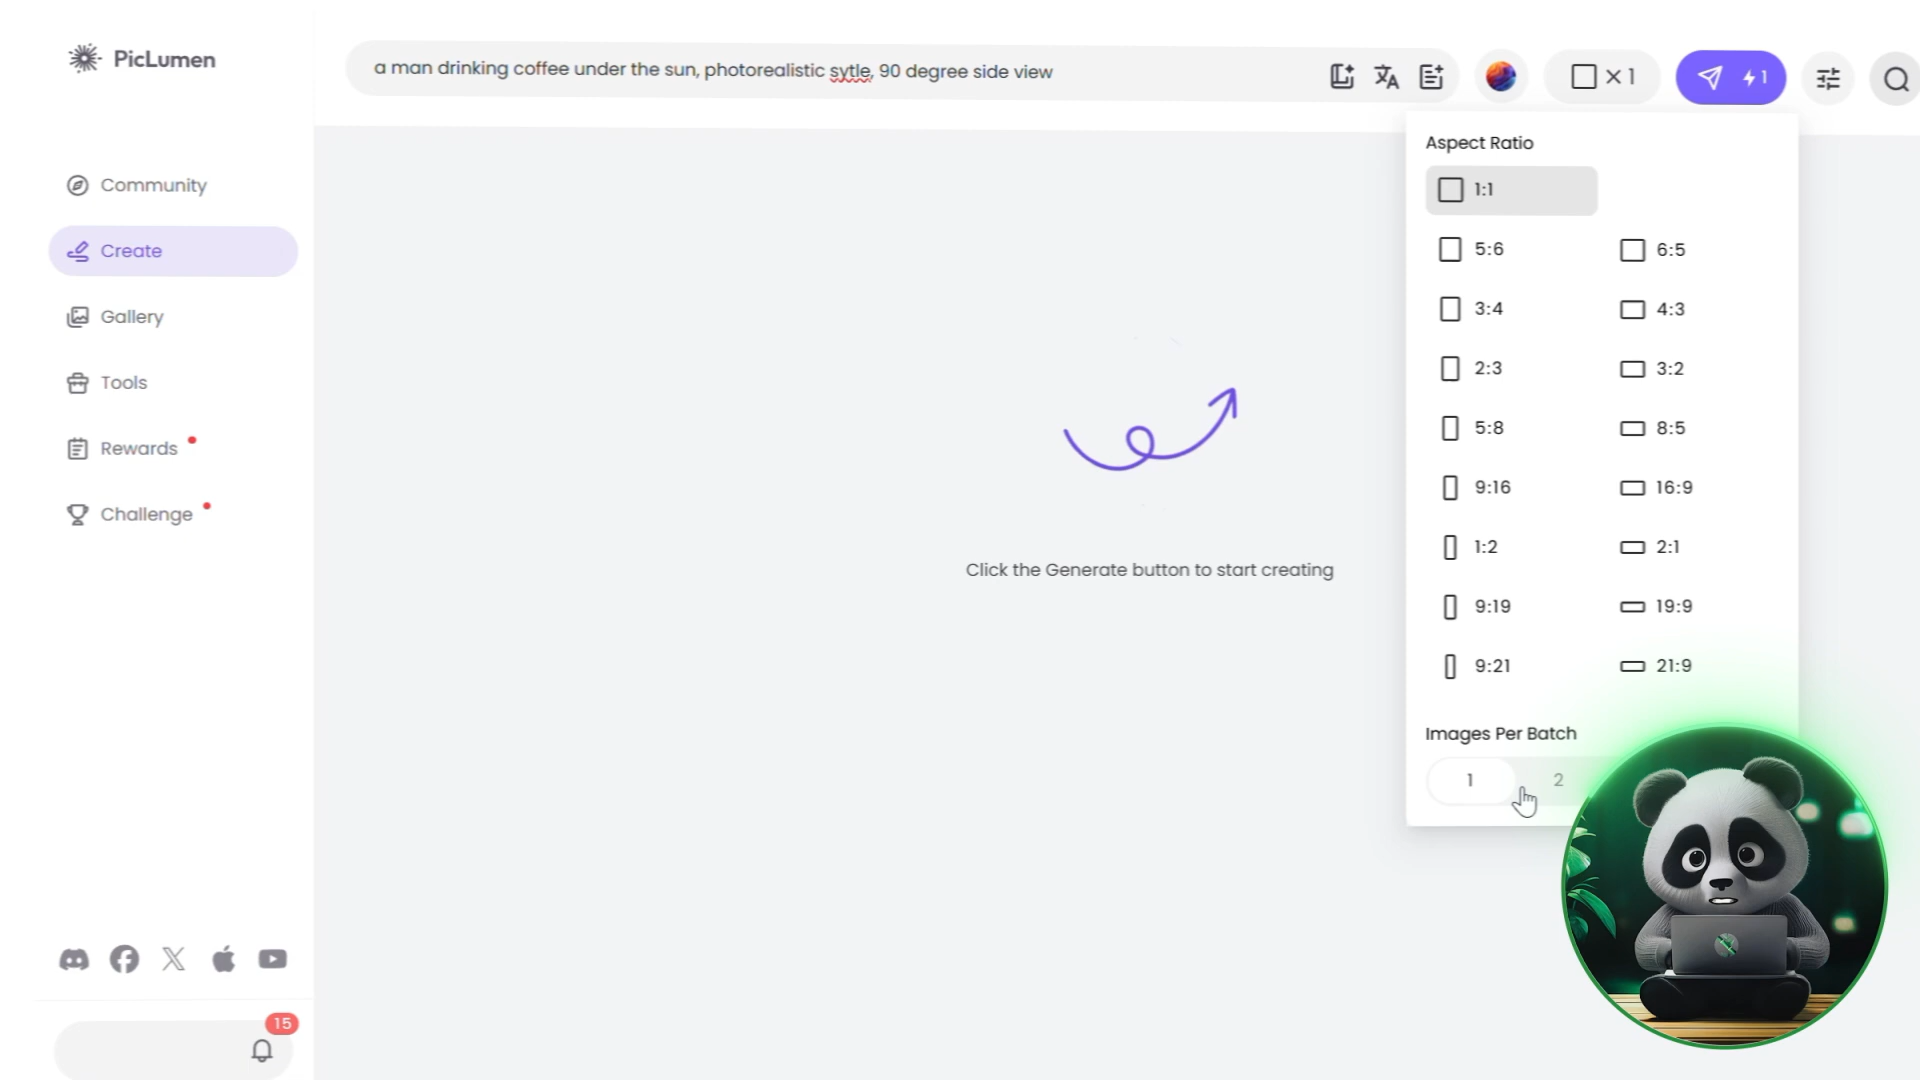 PicLumen
a man drinking coffee under the sun, photorealistic sytle, 90 degree side view
× 1
1
Community
Create
Gallery
Tools
Rewards
Challenge
15
Click the Generate button to start creating
Aspect Ratio
1:1
5:6 6:5
3:4 4:3
2:3 3:2
5:8 8:5
9:16 16:9
1:2 2:1
9:19 19:9
9:21 21:9
Images Per Batch
1 2